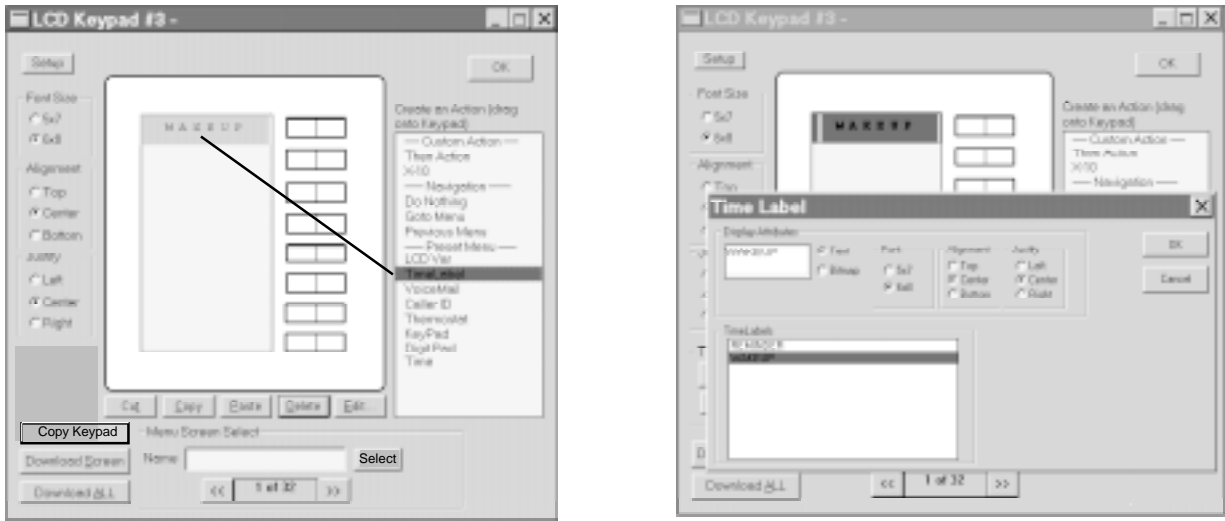 LCD Keypad #3 -
Setup
OK
Font Size
5x7
6x8
Alignment
Top
Center
Bottom
Justify
Left
Center
Right
MAKEUP
Create an Action (drag
onto Keypad)
---- Custom Action ----
Then Action
X-10
---- Navigation ----
Do Nothing
Goto Menu
Previous Menu
---- Preset Menu ----
LCD Var
TimeLabel
VoiceMail
Caller ID
Thermostat
KeyPad
Digit Pad
Time
Cut Copy Paste Delete Edit...
Copy Keypad
Download Screen
Download ALL
Menu Screen Select
Name
Select
<< 1 of 32 >>
LCD Keypad #3 -
Setup
OK
Font Size
5x7
6x8
Alignment
Top
MAKEUP
Create an Action (drag
onto Keypad)
---- Custom Action ----
Then Action
X-10
---- Navigation ----
Time Label
Display Attributes
Text
Bitmap
Font
5x7
6x8
Alignment
Top
Center
Bottom
Justify
Left
Center
Right
OK
Cancel
TimeLabels
WAKEUP
Download ALL
<< 1 of 32 >>